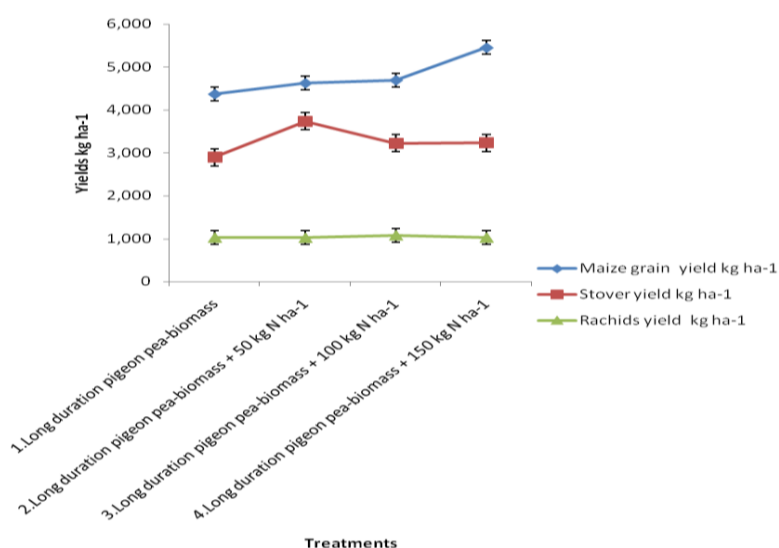 Yields kg ha-1
6,000
5,000
4,000
3,000
2,000
1,000
0
Maize grain yield kg ha-1
Stover yield kg ha-1
Rachids yield kg ha-1
1.Long duration pigeon pea-biomass
2.Long duration pigeon pea-biomass + 50 kg N ha-1
3.Long duration pigeon pea-biomass + 100 kg N ha-1
4.Long duration pigeon pea-biomass + 150 kg N ha-1
Treatments